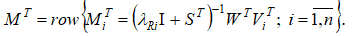 M^T = row{M_i^T = (λ_{Ri} I + S^T)^{-1} W^T V_i^T ; i = \overline{1,n}}.